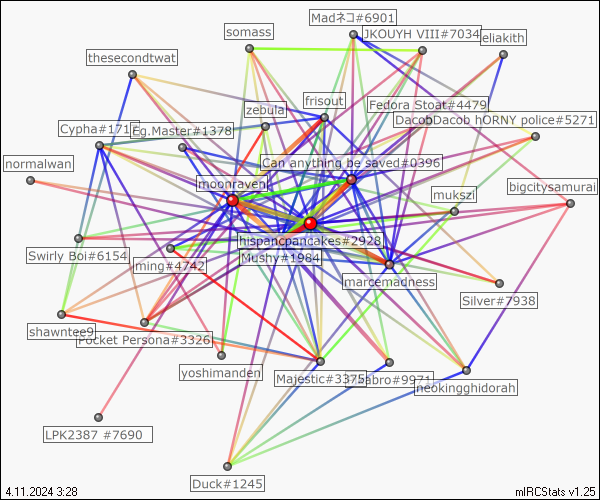 Madネコ#6901
somass
JKOUYH VIII#7034
eliakith
thesecondtwat
frisout
Fedora Stoat#4479
zebula
DacobDacob hORNY police#5271
Cypha#171
Eg.Master#1378
normalwan
Can anything be saved#0396
moonraven
mukszi
bigcitysamurai
hispancpancakes#2928
Swirly Boi#6154
Mushy#1984
ming#4742
marcemadness
Silver#7938
shawntee9
Pocket Persona#3326
yoshimanden
Majestic#3375
abro#9971
neokingghidorah
LPK2387 #7690
Duck#1245
4.11.2024 3:28
mIRCStats v1.25